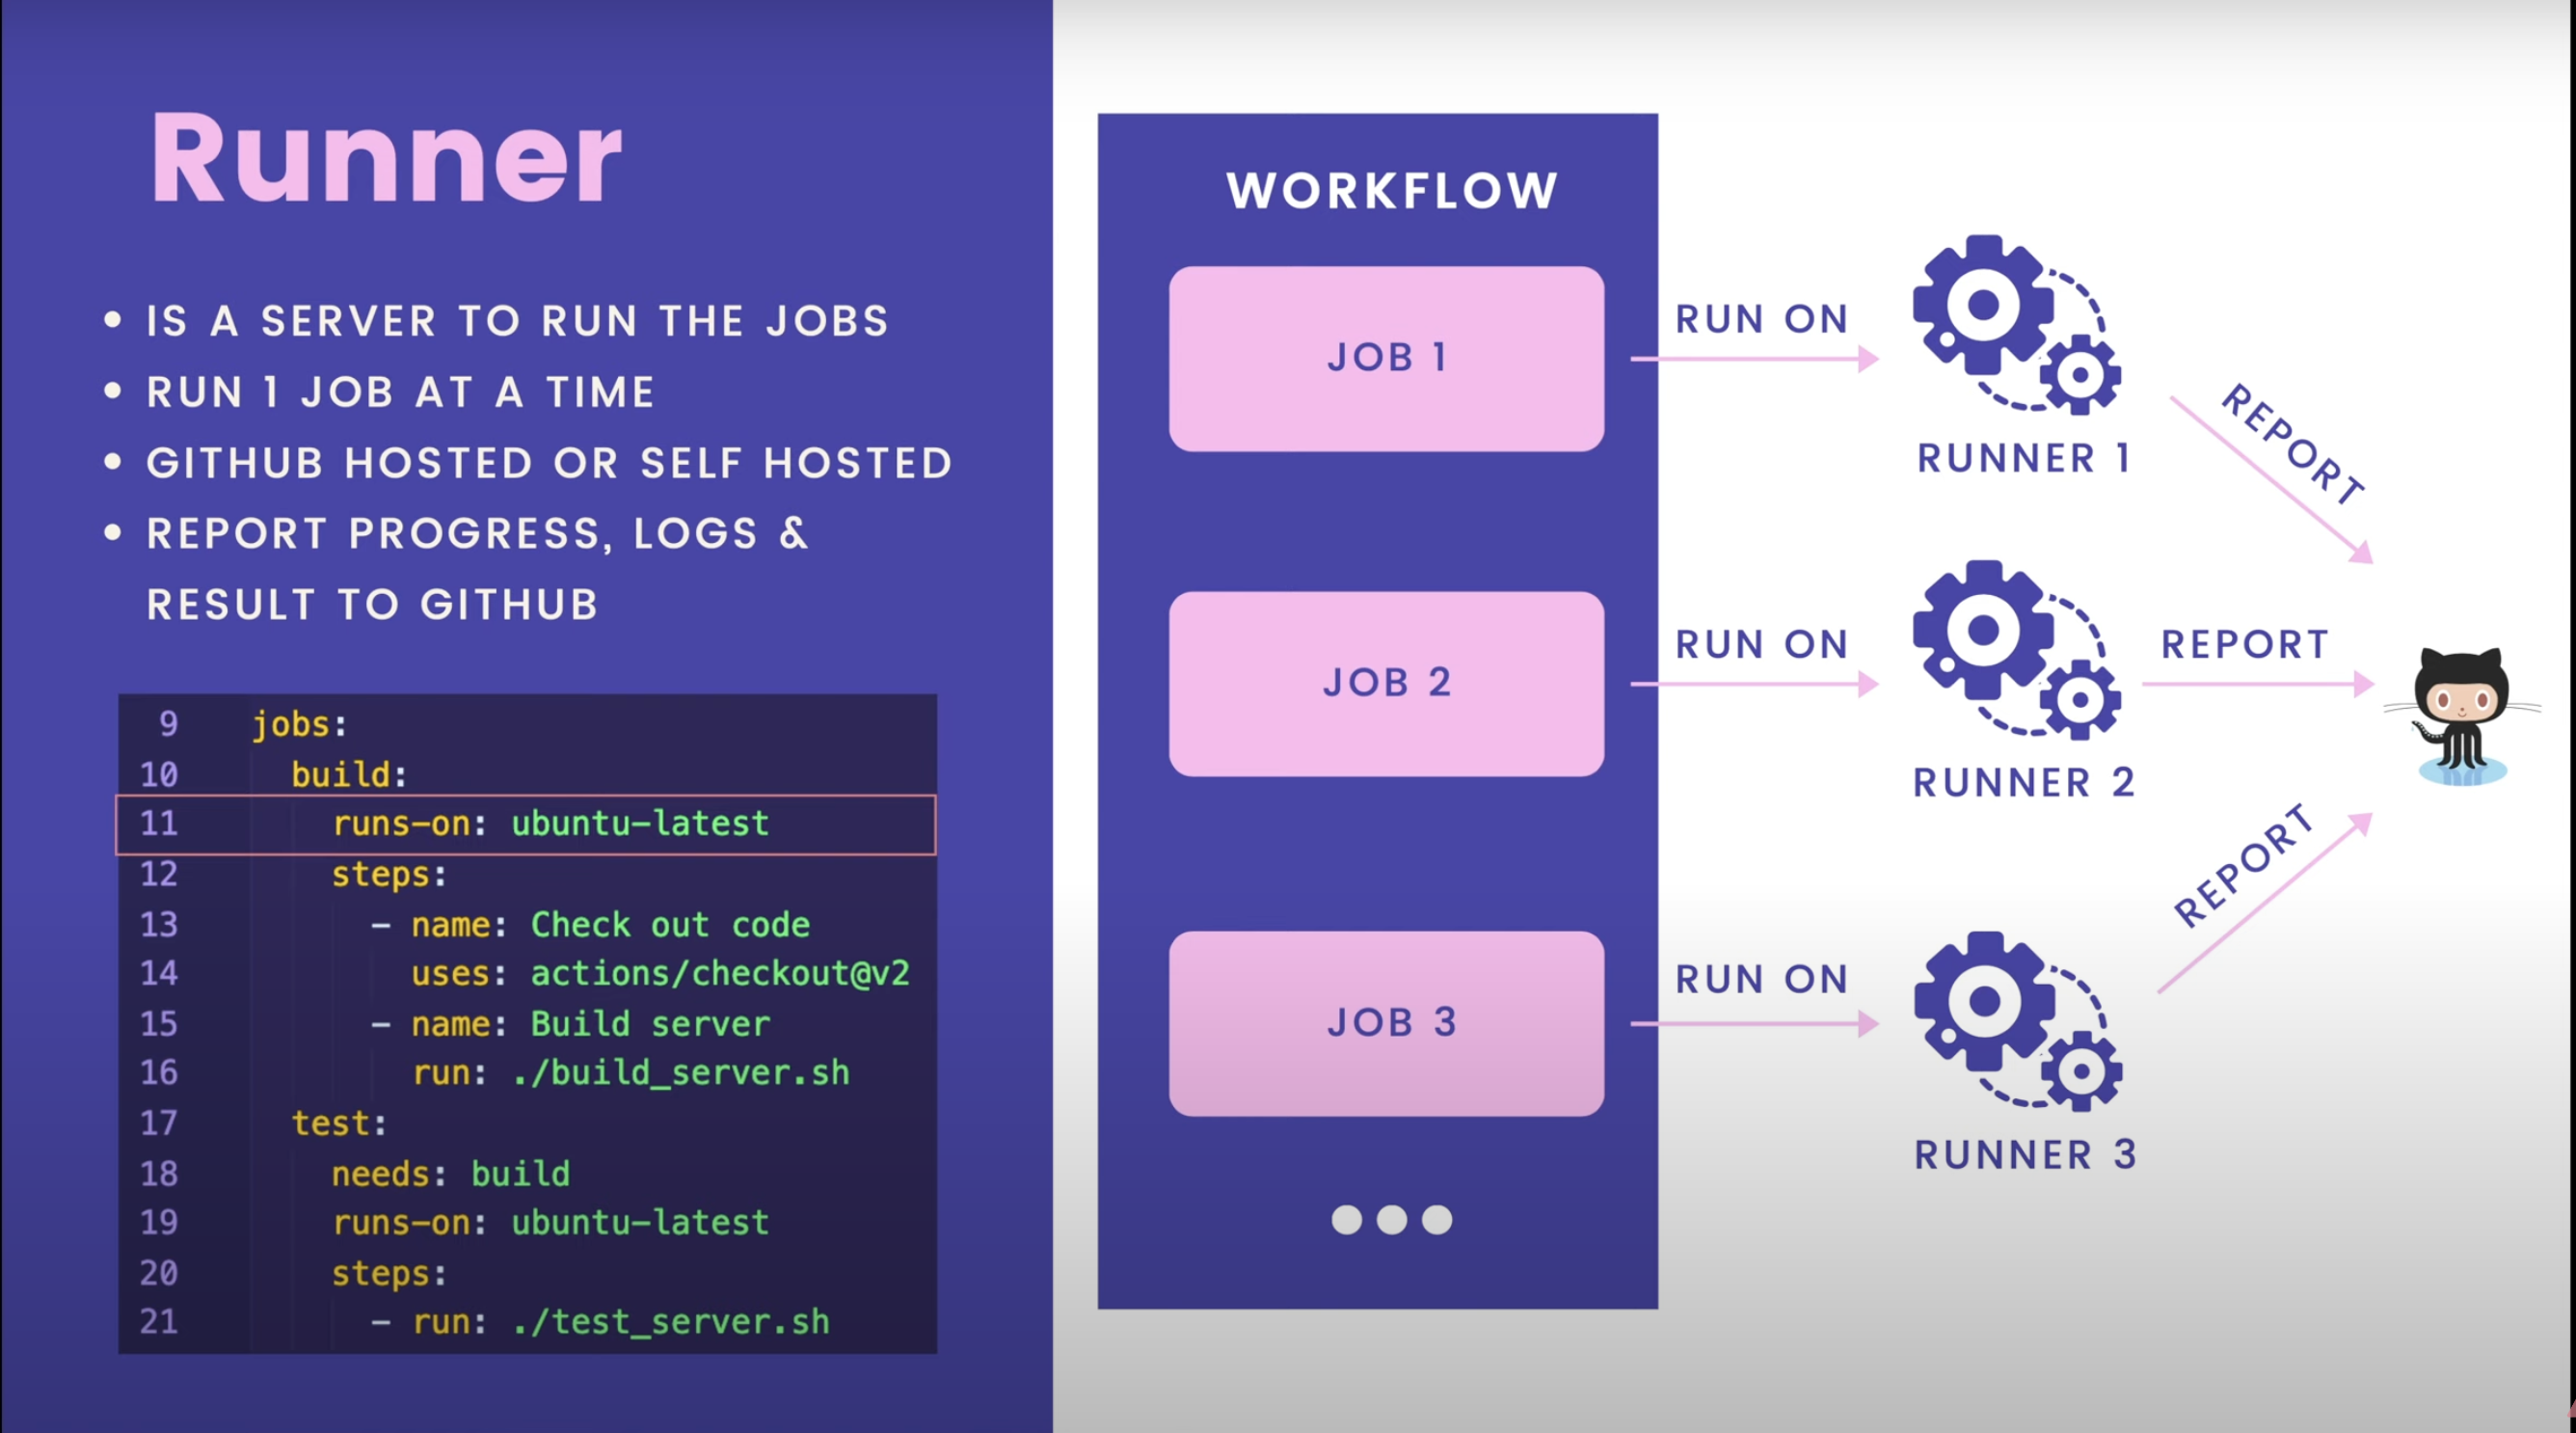 Runner
IS A SERVER TO RUN THE JOBS
RUN 1 JOB AT A TIME
GITHUB HOSTED OR SELF HOSTED
REPORT PROGRESS, LOGS &
RESULT TO GITHUB
9 jobs:
10 build:
11 runs-on: ubuntu-latest
12 steps:
13 - name: Check out code
14 uses: actions/checkout@v2
15 - name: Build server
16 run: ./build_server.sh
17 test:
18 needs: build
19 runs-on: ubuntu-latest
20 steps:
21 - run: ./test_server.sh
WORKFLOW
JOB 1
RUN ON
RUNNER 1
REPORT
JOB 2
RUN ON
RUNNER 2
REPORT
JOB 3
RUN ON
RUNNER 3
REPORT